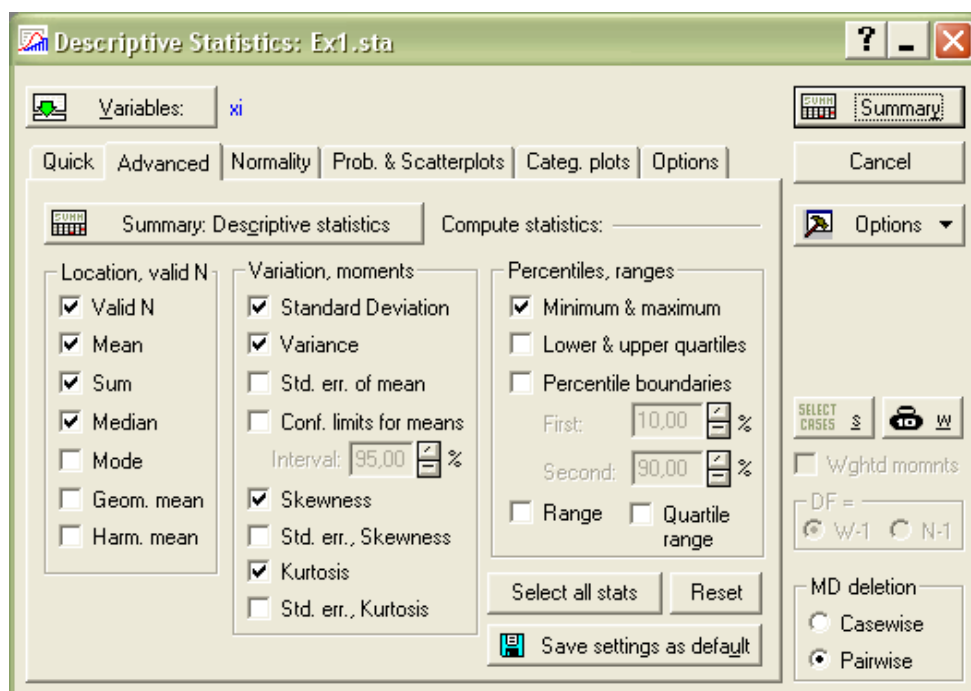 Descriptive Statistics: Ex1.sta
?
Variables:
xi
Summary
Quick
Advanced
Normality
Prob. & Scatterplots
Categ. plots
Options
Cancel
SUMM
Summary: Descriptive statistics
Compute statistics:
Options
Location, valid N
Valid N
Mean
Sum
Median
Mode
Geom. mean
Harm. mean
Variation, moments
Standard Deviation
Variance
Std. err. of mean
Conf. limits for means
Interval: 95,00 %
Skewness
Std. err., Skewness
Kurtosis
Std. err., Kurtosis
Percentiles, ranges
Minimum & maximum
Lower & upper quartiles
Percentile boundaries
First: 10,00 %
Second: 90,00 %
Range
Quartile
range
Select all stats
Reset
Save settings as default
SELECT
CASES
S
W
Wghtd momnts
DF =
W-1
N-1
MD deletion
Casewise
Pairwise